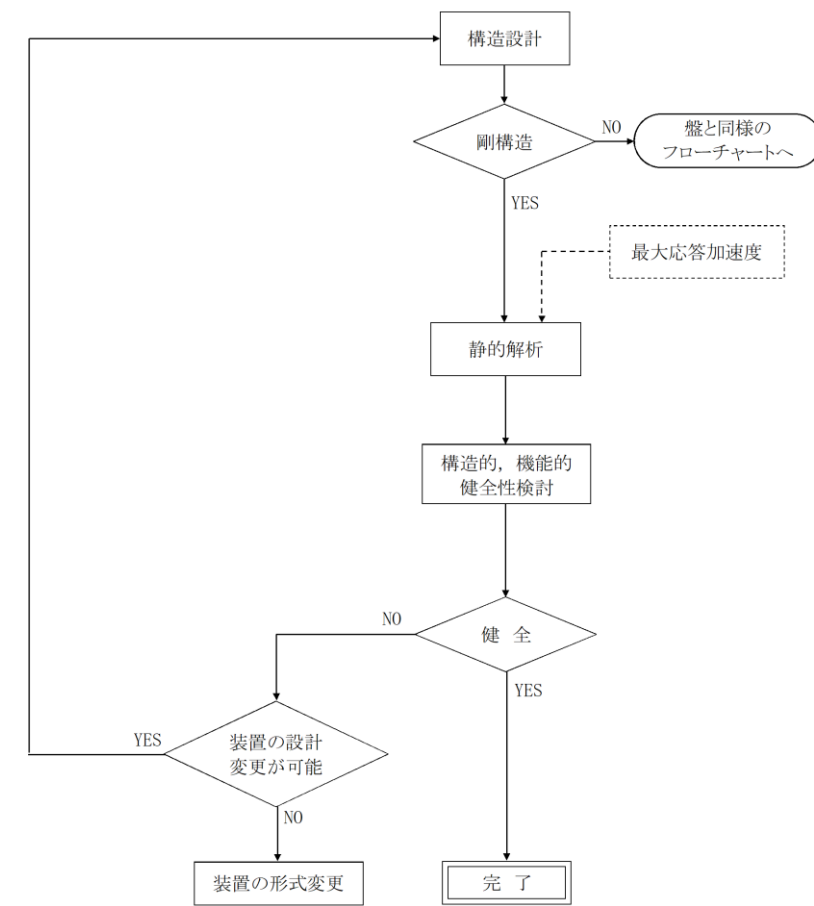 構造設計
剛構造
NO
盤と同様の
フローチャートへ
YES
最大応答加速度
静的解析
構造的，機能的
健全性検討
NO
健 全
YES
YES
装置の設計
変更が可能
NO
装置の形式変更
完 了